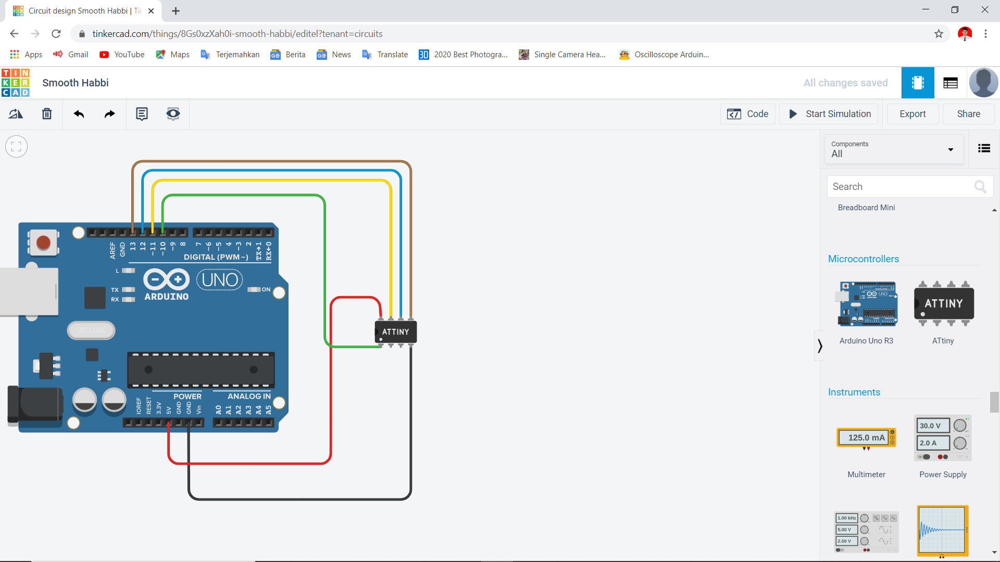 Circuit design Smooth Habbi | Ti
tinkercad.com/things/8Gs0xzXah0i-smooth-habbi/editel?tenant=circuits
Apps Gmail YouTube Maps Terjemahkan Berita News Translate 3D 2020 Best Photogra... Single Camera Hea... Oscilloscope Arduin...
TIN
KER
CAD
Smooth Habbi
All changes saved
Code Start Simulation Export Share
Components
All
Search
Breadboard Mini
Microcontrollers
ATTINY
Arduino Uno R3 ATtiny
Instruments
125.0 mA
30.0 V
2.0 A
Multimeter Power Supply
1.00 kHz
5.00 V
2.50 V
AREF GND 13 12 ~11 ~10 ~9 8 7 ~6 ~5 4 ~3 2 TX→1 RX←0
DIGITAL (PWM~)
L
TX
RX
UNO
ON
ARDUINO
SPK16.000G
ATTINY
POWER ANALOG IN
IOREF RESET 3.3V 5V GND GND Vin A0 A1 A2 A3 A4 A5